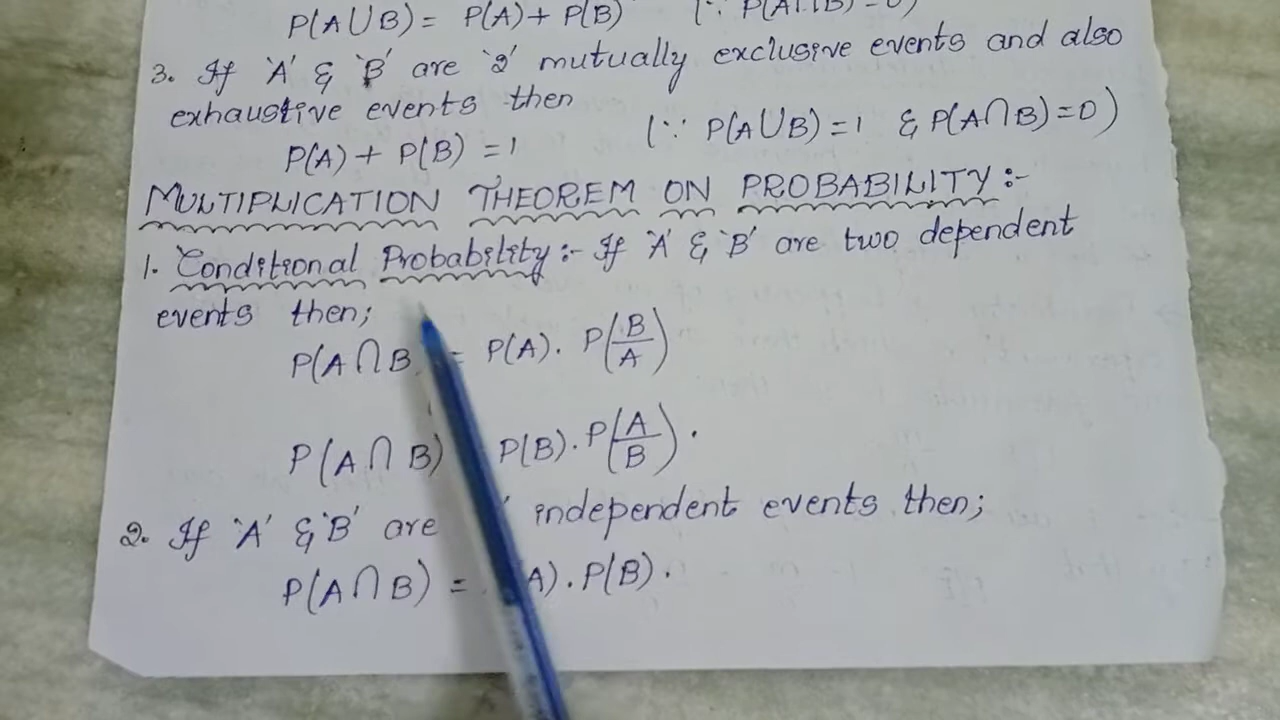 P(A∪B) = P(A) + P(B) (∵ P(A∩B) = 0)
3. If 'A' & 'B' are '2' mutually exclusive events and also
exhaustive events then
P(A) + P(B) = 1 (∵ P(A∪B) = 1 & P(A∩B) = 0)
MULTIPLICATION THEOREM ON PROBABILITY :-
1. Conditional Probability :- If 'A' & 'B' are two dependent
events then;
P(A∩B = P(A). P(B/A)
P(A∩B) P(B). P(A/B).
2. If 'A' & 'B' are ' independent events then;
P(A∩B) = A). P(B).